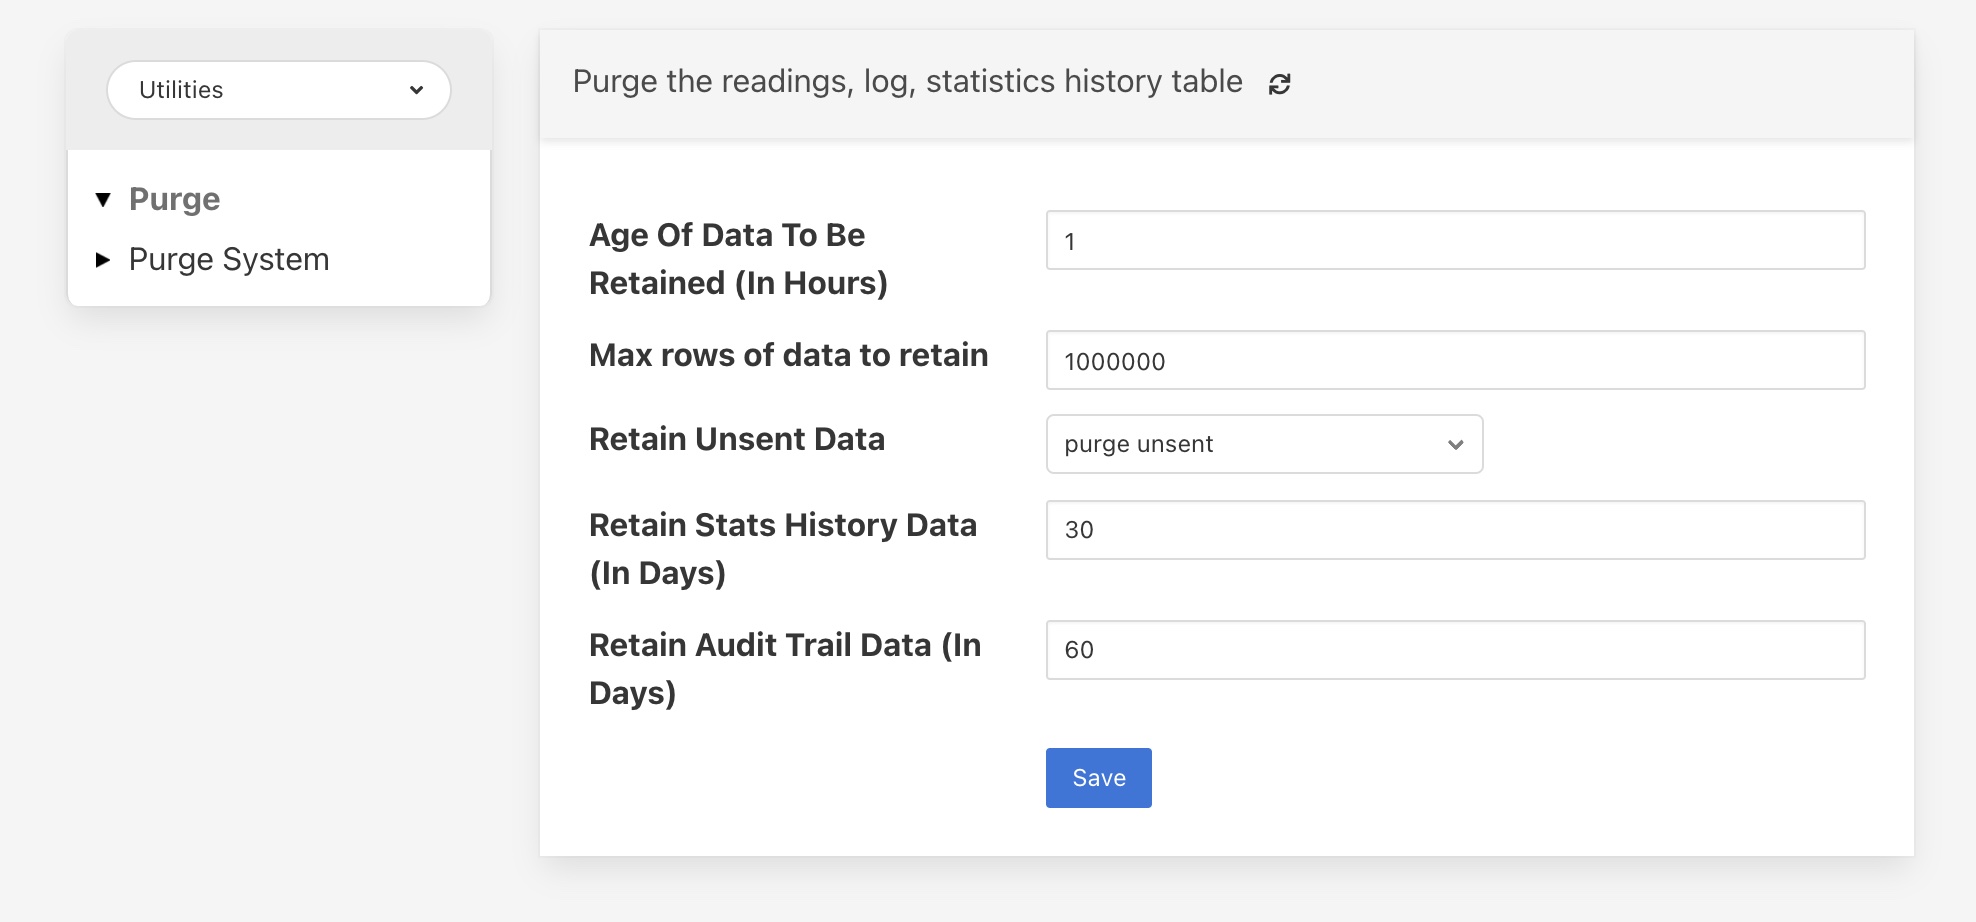 Utilities
Purge
Purge System
Purge the readings, log, statistics history table
Age Of Data To Be
Retained (In Hours)
1
Max rows of data to retain
1000000
Retain Unsent Data
purge unsent
Retain Stats History Data
(In Days)
30
Retain Audit Trail Data (In
Days)
60
Save